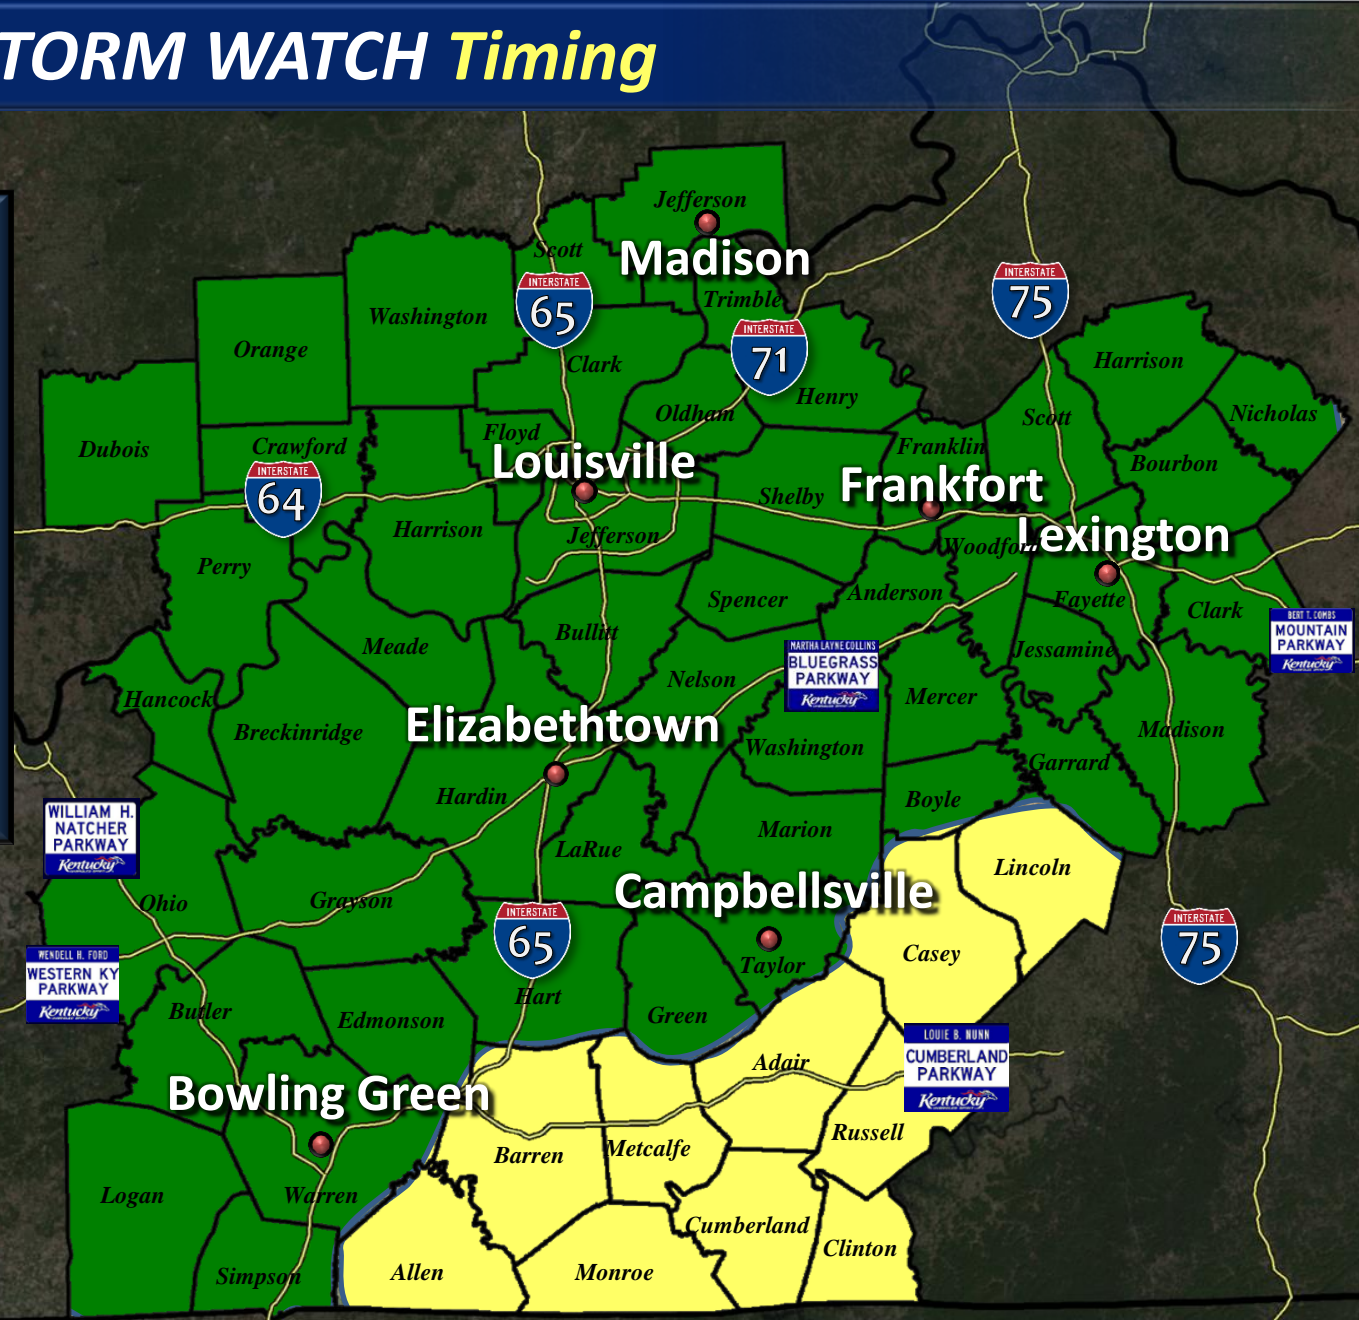 TORM WATCH Timing
Jefferson
Madison
Scott
Trimble
INTERSTATE
65
INTERSTATE
75
Washington
Orange
INTERSTATE
71
Clark
Henry
Harrison
Oldham
Scott
Nicholas
Dubois
Crawford
Floyd
Franklin
Bourbon
INTERSTATE
64
Louisville
Shelby
Frankfort
Harrison
Jefferson
Lexington
Perry
Spencer
Anderson
Fayette
Clark
Bullitt
Meade
Jessamine
BERT T. COMBS
MOUNTAIN
PARKWAY
Kentucky
MARTHA LAYNE COLLINS
BLUEGRASS
PARKWAY
Kentucky
Nelson
Hancock
Mercer
Breckinridge
Elizabethtown
Washington
Madison
Garrard
Hardin
Boyle
WILLIAM H.
NATCHER
PARKWAY
Kentucky
Marion
LaRue
Lincoln
Ohio
Grayson
Campbellsville
INTERSTATE
65
INTERSTATE
75
Casey
Taylor
WENDELL H. FORD
WESTERN KY
PARKWAY
Kentucky
Hart
Butler
Edmonson
Green
Adair
LOUIE B. NUNN
CUMBERLAND
PARKWAY
Kentucky
Bowling Green
Russell
Barren
Metcalfe
Logan
Warren
Cumberland
Clinton
Simpson
Allen
Monroe